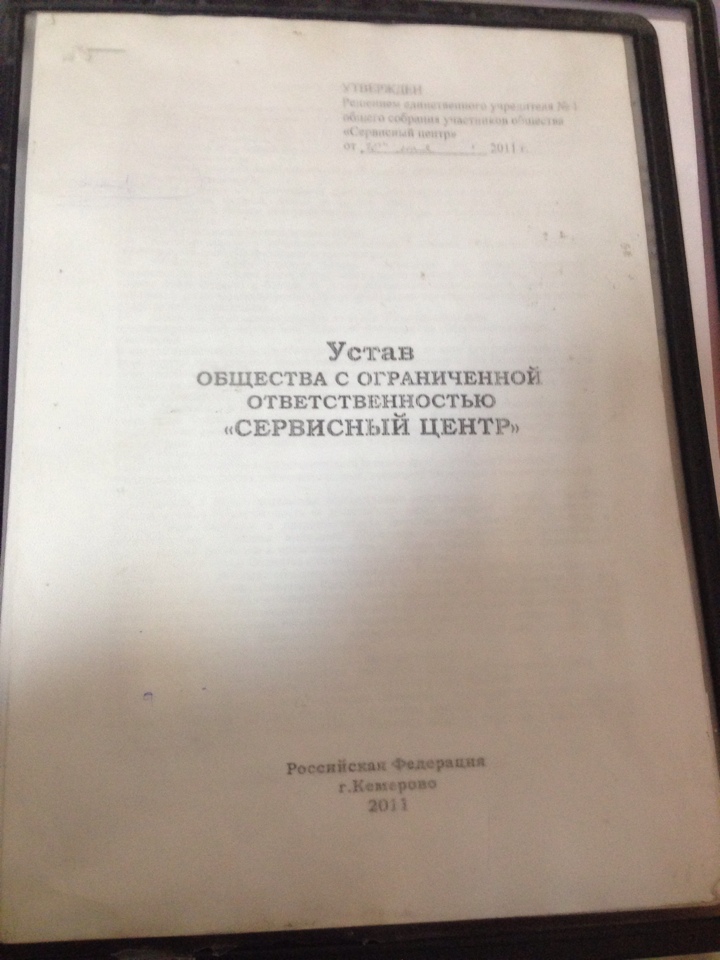 УТВЕРЖДЕН
Решением единственного учредителя № 1
общего собрания участников общества
«Сервисный центр»
от 2011 г.
Устав
ОБЩЕСТВА С ОГРАНИЧЕННОЙ
ОТВЕТСТВЕННОСТЬЮ
«СЕРВИСНЫЙ ЦЕНТР»
Российская Федерация
г.Кемерово
2011